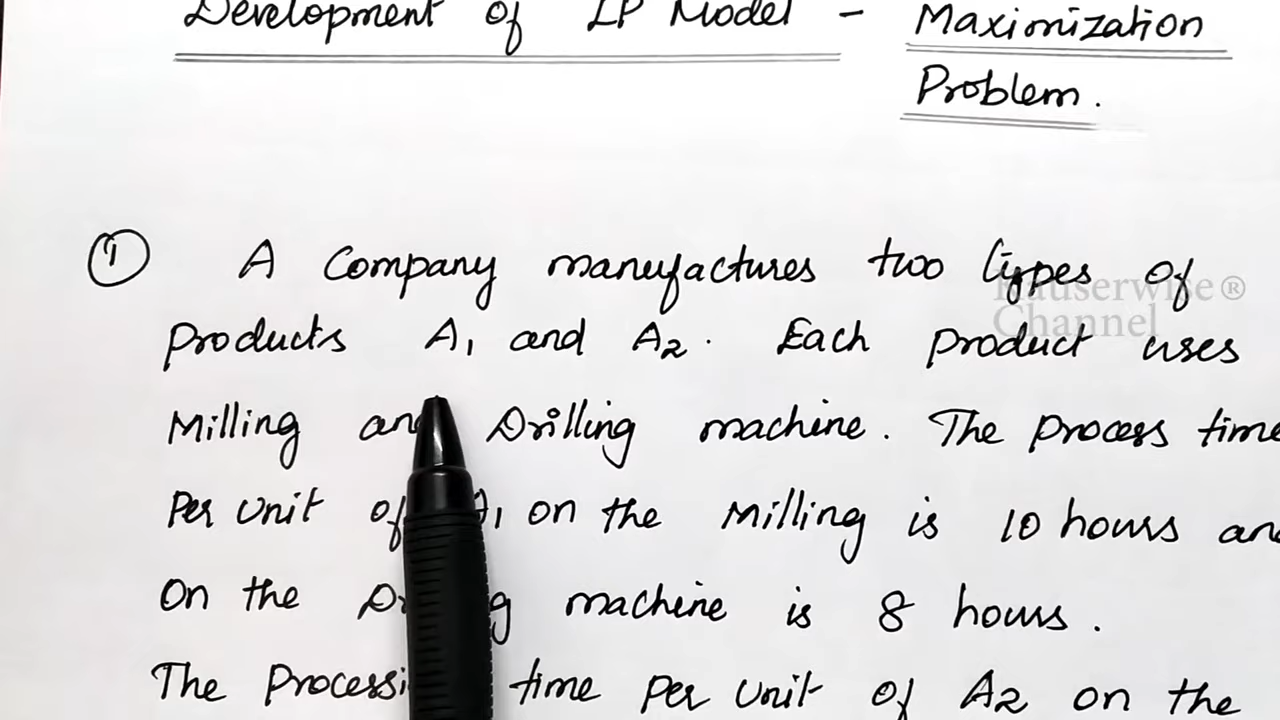 Development of LP Model - Maximization
Problem.
① A Company manufactures two types of
Products A1 and A2. Each product uses
Milling and Drilling machine. The Process time
Per Unit of A1 on the Milling is 10 hours and
On the machine is 8 hours.
The time Per Unit of A2 on the
Kauserwise®
Channel